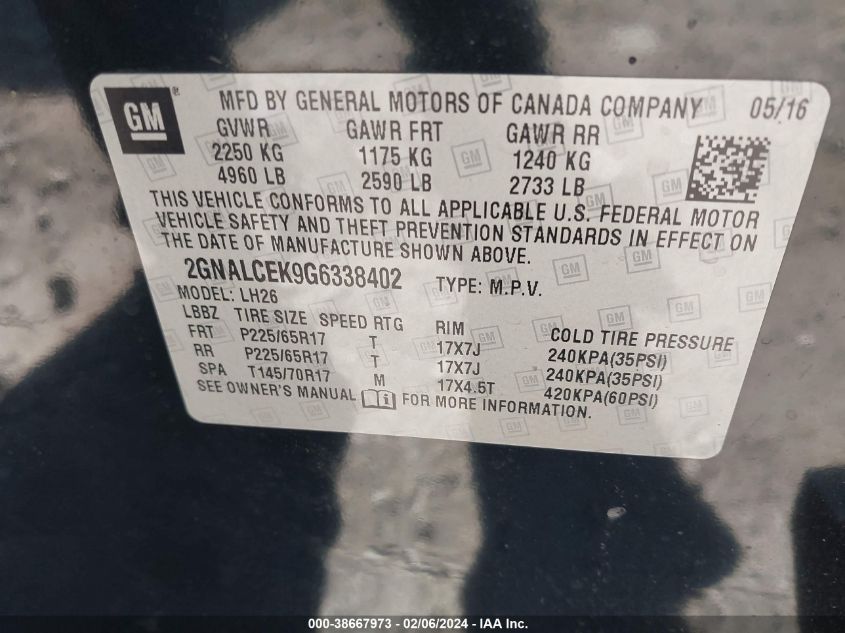 GM ® MFD BY GENERAL MOTORS OF CANADA COMPANY 05/16
GVWR GAWR FRT GAWR RR
2250 KG 1175 KG 1240 KG
4960 LB 2590 LB 2733 LB
THIS VEHICLE CONFORMS TO ALL APPLICABLE U.S. FEDERAL MOTOR
VEHICLE SAFETY AND THEFT PREVENTION STANDARDS IN EFFECT ON
THE DATE OF MANUFACTURE SHOWN ABOVE.
2GNALCEK9G6338402 TYPE: M.P.V.
MODEL: LH26
LBBZ TIRE SIZE SPEED RTG RIM COLD TIRE PRESSURE
FRT P225/65R17 T 17X7J 240KPA(35PSI)
RR P225/65R17 T 17X7J 240KPA(35PSI)
SPA T145/70R17 M 17X4.5T 420KPA(60PSI)
SEE OWNER'S MANUAL i FOR MORE INFORMATION.
000-38667973 - 02/06/2024 - IAA Inc.